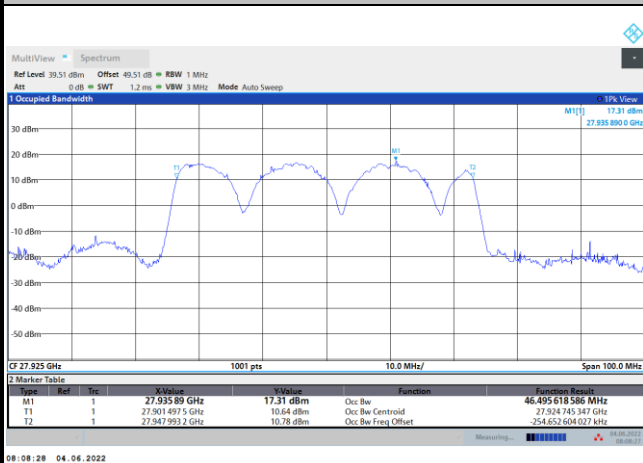 MultiView Spectrum
Ref Level 39.51 dBm Offset 49.51 dB RBW 1 MHz
Att 0 dB SWT 1.2 ms VBW 3 MHz Mode Auto Sweep
1 Occupied Bandwidth 1Pk View
M1[1] 17.31 dBm
27.935 890 0 GHz
30 dBm
20 dBm
M1
T1
T2
10 dBm
0 dBm
-10 dBm
-20 dBm
-30 dBm
-40 dBm
-50 dBm
CF 27.925 GHz 1001 pts 10.0 MHz/ Span 100.0 MHz
2 Marker Table
Type Ref Trc X-Value Y-Value Function Function Result
M1 1 27.935 89 GHz 17.31 dBm Occ Bw 46.495 618 586 MHz
T1 1 27.901 497 5 GHz 10.64 dBm Occ Bw Centroid 27.924 745 347 GHz
T2 1 27.947 993 2 GHz 10.78 dBm Occ Bw Freq Offset -254.652 604 027 kHz
Measuring... 04.06.2022
08:08:27
08:08:28 04.06.2022